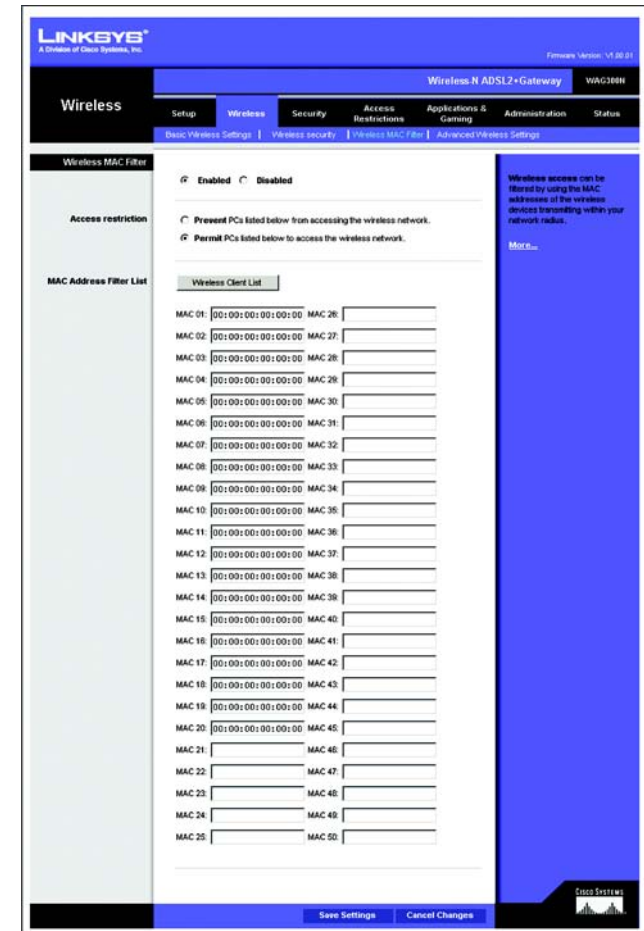 LINKSYS®
A Division of Cisco Systems, Inc.
Firmware Version: V1.00.01
Wireless-N ADSL2+Gateway WAG300N
Wireless
Setup Wireless Security Access Restrictions Applications & Gaming Administration Status
Basic Wireless Settings | Wireless security | Wireless MAC Filter | Advanced Wireless Settings
Wireless MAC Filter
Enabled Disabled
Access restriction
Prevent PCs listed below from accessing the wireless network.
Permit PCs listed below to access the wireless network.
MAC Address Filter List
Wireless Client List
MAC 01: 00:00:00:00:00:00 MAC 26:
MAC 02: 00:00:00:00:00:00 MAC 27:
MAC 03: 00:00:00:00:00:00 MAC 28:
MAC 04: 00:00:00:00:00:00 MAC 29:
MAC 05: 00:00:00:00:00:00 MAC 30:
MAC 06: 00:00:00:00:00:00 MAC 31:
MAC 07: 00:00:00:00:00:00 MAC 32:
MAC 08: 00:00:00:00:00:00 MAC 33:
MAC 09: 00:00:00:00:00:00 MAC 34:
MAC 10: 00:00:00:00:00:00 MAC 35:
MAC 11: 00:00:00:00:00:00 MAC 36:
MAC 12: 00:00:00:00:00:00 MAC 37:
MAC 13: 00:00:00:00:00:00 MAC 38:
MAC 14: 00:00:00:00:00:00 MAC 39:
MAC 15: 00:00:00:00:00:00 MAC 40:
MAC 16: 00:00:00:00:00:00 MAC 41:
MAC 17: 00:00:00:00:00:00 MAC 42:
MAC 18: 00:00:00:00:00:00 MAC 43:
MAC 19: 00:00:00:00:00:00 MAC 44:
MAC 20: 00:00:00:00:00:00 MAC 45:
MAC 21: MAC 46:
MAC 22: MAC 47:
MAC 23: MAC 48:
MAC 24: MAC 49:
MAC 25: MAC 50:
Wireless access can be
filtered by using the MAC
addresses of the wireless
devices transmitting within your
network radius.
More...
Save Settings Cancel Changes
CISCO SYSTEMS